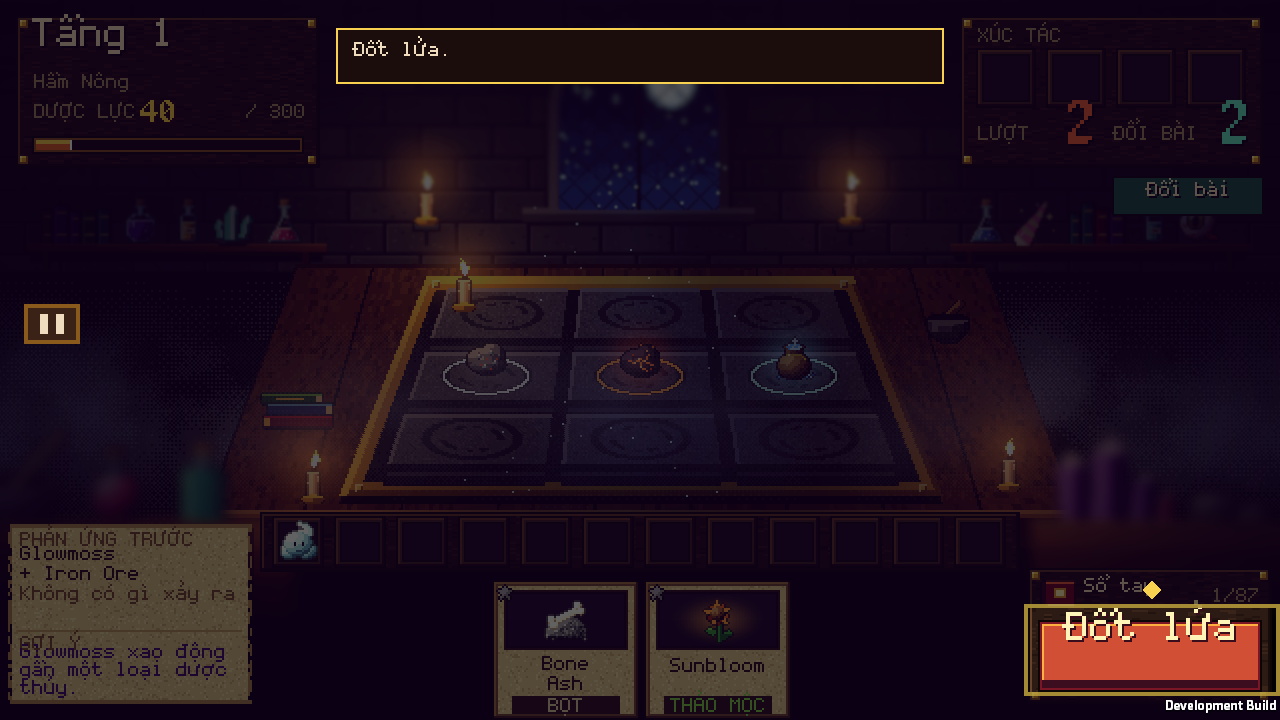 Tầng 1
Hầm Nông
DƯỢC LỰC 40 / 300
Đốt lửa.
XÚC TÁC
LƯỢT 2 ĐỔI BÀI 2
Đổi bài
PHẢN ỨNG TRƯỚC
Glowmoss
+ Iron Ore
Không có gì xảy ra
GỢI Ý
Glowmoss xao động
gần một loại dược
thủy.
Bone
Ash
BỘT
Sunbloom
THẢO MỘC
Sổ tay
1/87
Đốt lửa
Development Build